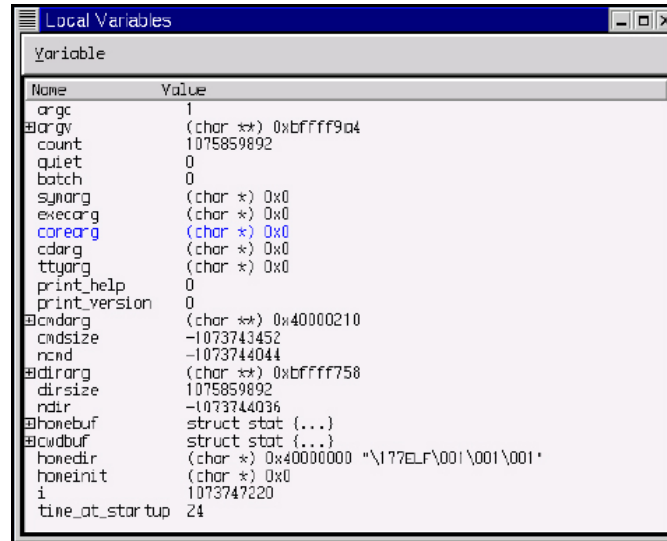 Local Variables
Variable
Name Value
argc 1
argv (char **) 0xbffff9a4
count 1075859892
quiet 0
batch 0
symarg (char *) 0x0
execarg (char *) 0x0
corearg (char *) 0x0
cdarg (char *) 0x0
ttyarg (char *) 0x0
print_help 0
print_version 0
cmdarg (char **) 0x40000210
cmdsize -1073743452
ncmd -1073744044
dirarg (char **) 0xbffff758
dirsize 1075859892
ndir -1073744036
homebuf struct stat {...}
cwdbuf struct stat {...}
homedir (char *) 0x40000000 "\177ELF\001\001\001"
homeinit (char *) 0x0
i 1073747220
time_at_startup 24